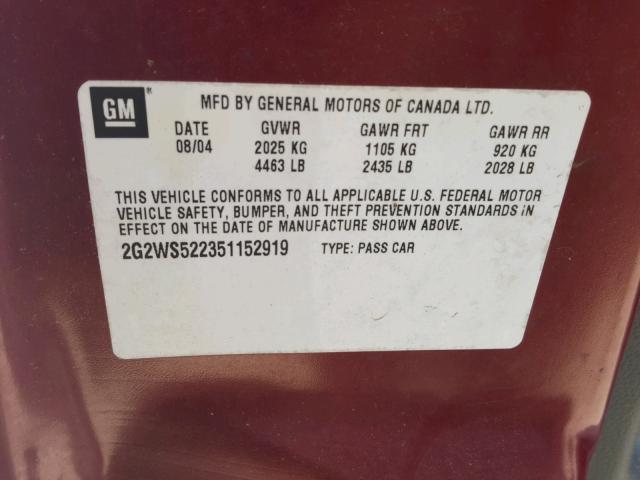 GM
MFD BY GENERAL MOTORS OF CANADA LTD.
DATE GVWR GAWR FRT GAWR RR
08/04 2025 KG 1105 KG 920 KG
4463 LB 2435 LB 2028 LB
THIS VEHICLE CONFORMS TO ALL APPLICABLE U.S. FEDERAL MOTOR
VEHICLE SAFETY, BUMPER, AND THEFT PREVENTION STANDARDS IN
EFFECT ON THE DATE OF MANUFACTURE SHOWN ABOVE.
2G2WS522351152919 TYPE: PASS CAR